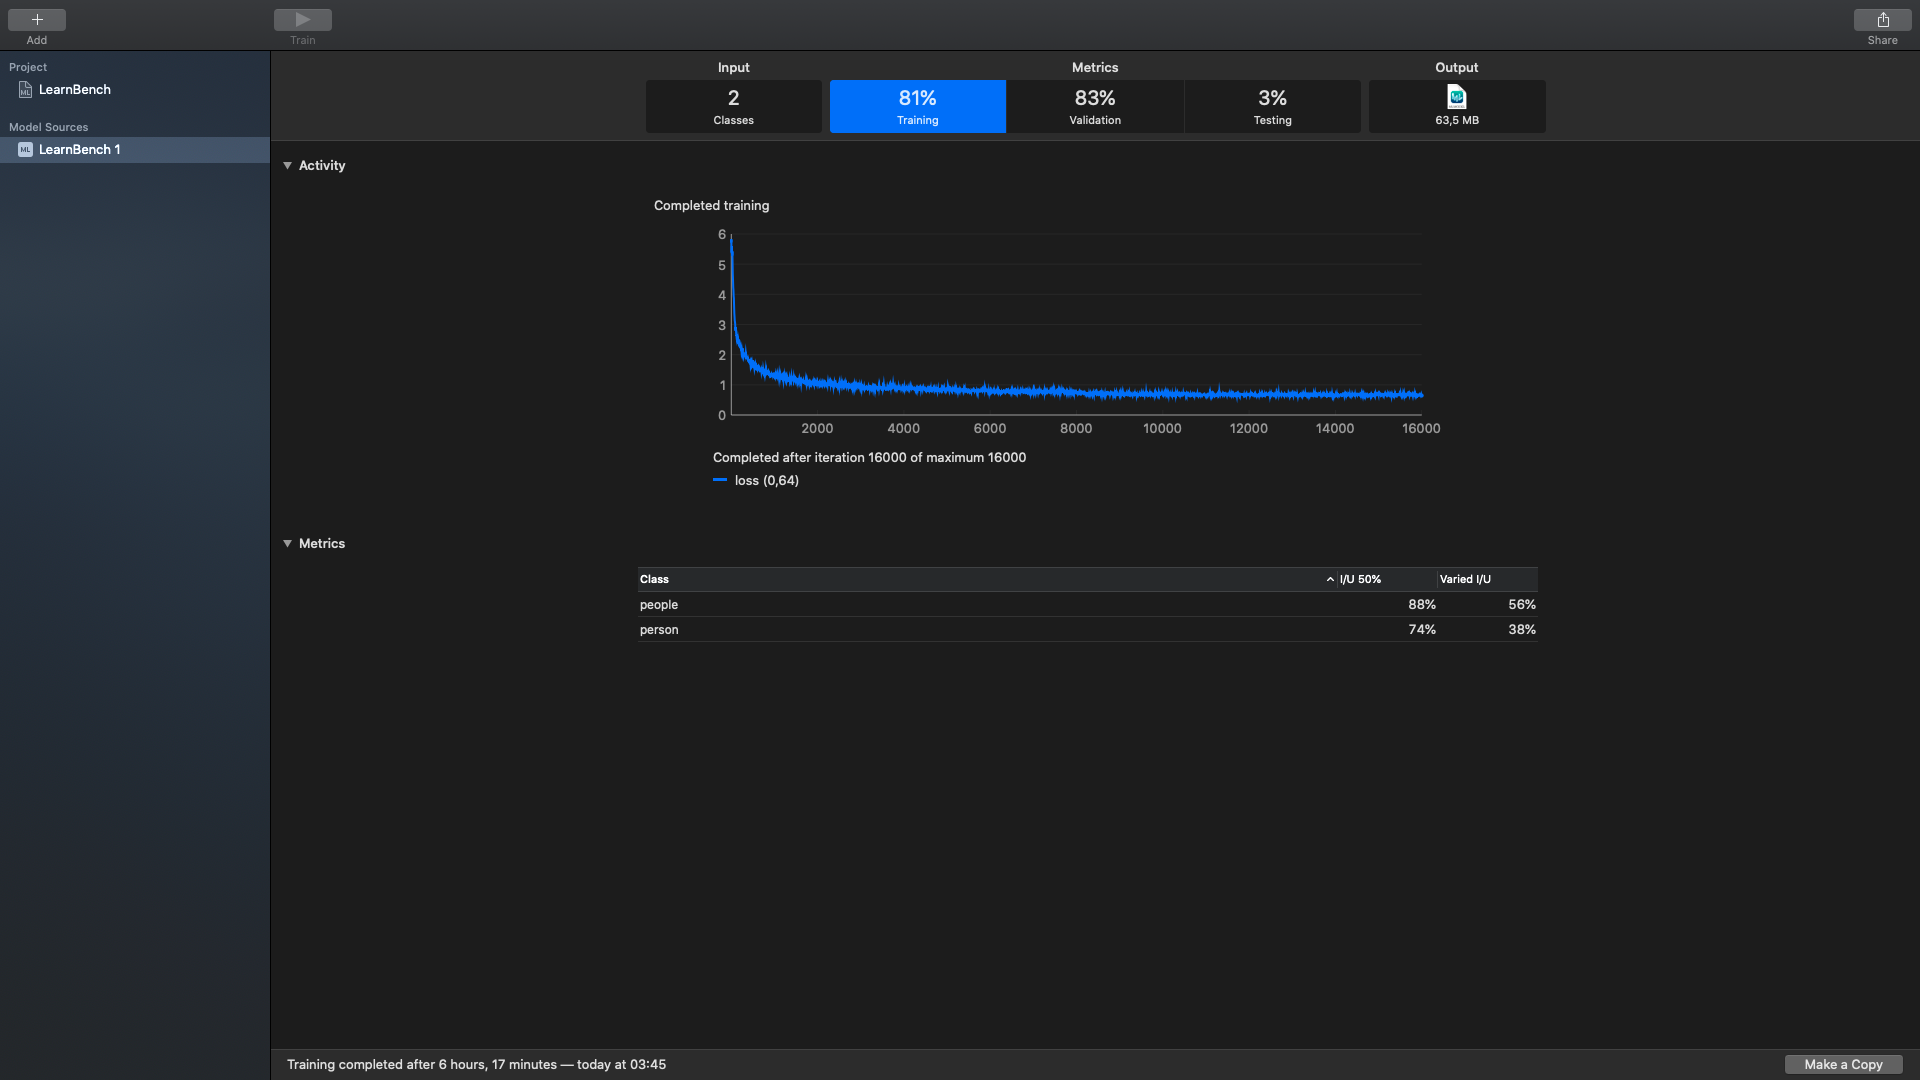 Add
Train
Share
Project
LearnBench
Model Sources
ML LearnBench 1
Input
Metrics
Output
2
Classes
81%
Training
83%
Validation
3%
Testing
63,5 MB
Activity
Completed training
6
5
4
3
2
1
0
2000 4000 6000 8000 10000 12000 14000 16000
Completed after iteration 16000 of maximum 16000
loss (0,64)
Metrics
Class I/U 50% Varied I/U
people 88% 56%
person 74% 38%
Training completed after 6 hours, 17 minutes — today at 03:45
Make a Copy